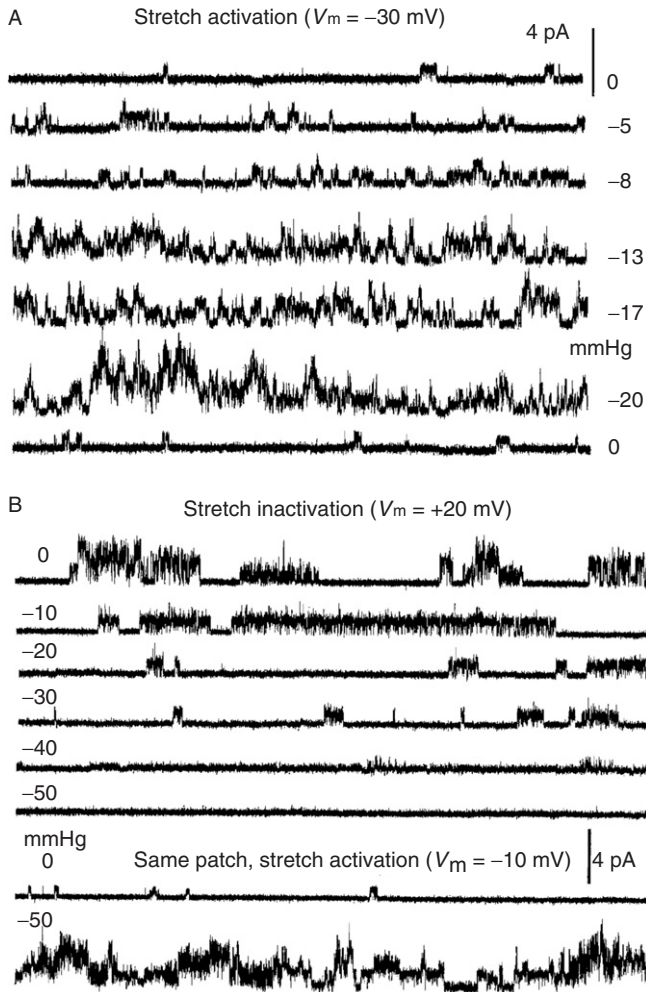 A
Stretch activation (Vm = −30 mV)
4 pA
0
−5
−8
−13
−17
mmHg
−20
0
B
Stretch inactivation (Vm = +20 mV)
0
−10
−20
−30
−40
−50
mmHg
0
Same patch, stretch activation (Vm = −10 mV)
4 pA
−50